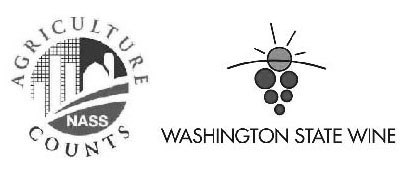 AGRICULTURE
NASS
COUNTS
WASHINGTON STATE WINE